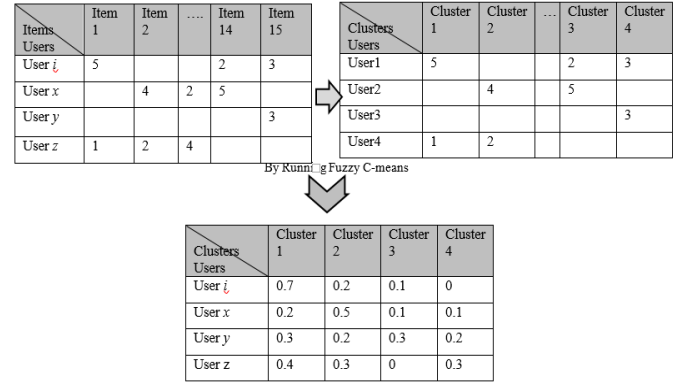 Items Users Item 1 Item 2 .... Item 14 Item 15
User i 5 2 3
User x 4 2 5
User y 3
User z 1 2 4
Clusters Users Cluster 1 Cluster 2 ... Cluster 3 Cluster 4
User1 5 2 3
User2 4 5
User3 3
User4 1 2
By Runni□g Fuzzy C-means
Clusters Users Cluster 1 Cluster 2 Cluster 3 Cluster 4
User i 0.7 0.2 0.1 0
User x 0.2 0.5 0.1 0.1
User y 0.3 0.2 0.3 0.2
User z 0.4 0.3 0 0.3